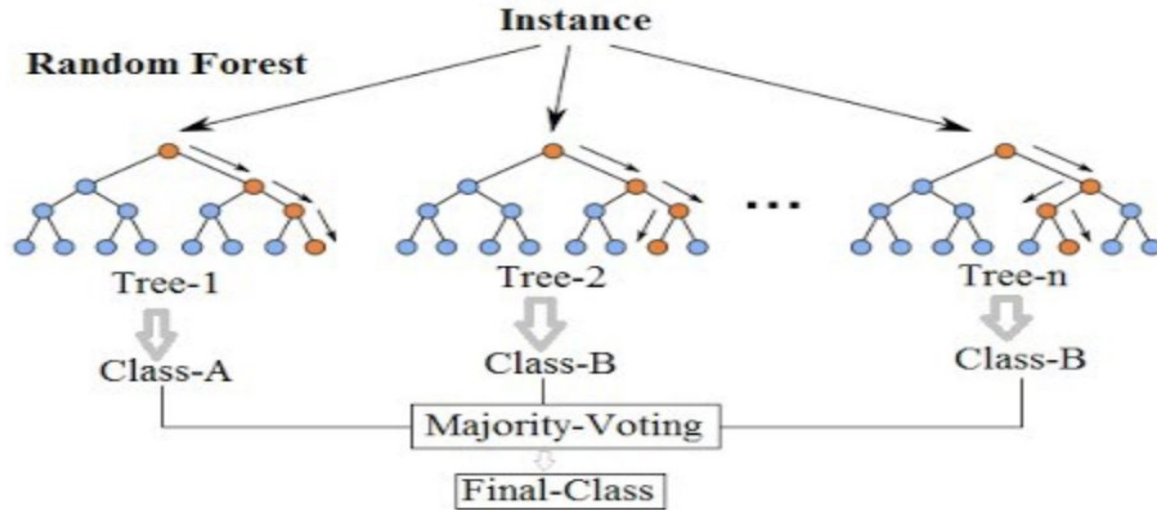 Instance
Random Forest
...
Tree-1
Tree-2
Tree-n
Class-A
Class-B
Class-B
Majority-Voting
Final-Class